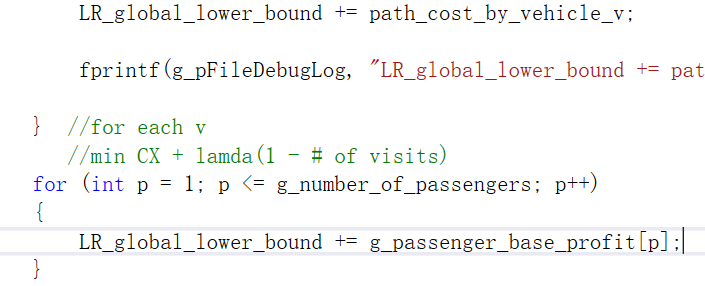 LR_global_lower_bound += path_cost_by_vehicle_v;
fprintf(g_pFileDebugLog, "LR_global_lower_bound += pat
} //for each v
//min CX + lamda(1 - # of visits)
for (int p = 1; p <= g_number_of_passengers; p++)
{
LR_global_lower_bound += g_passenger_base_profit[p];
}